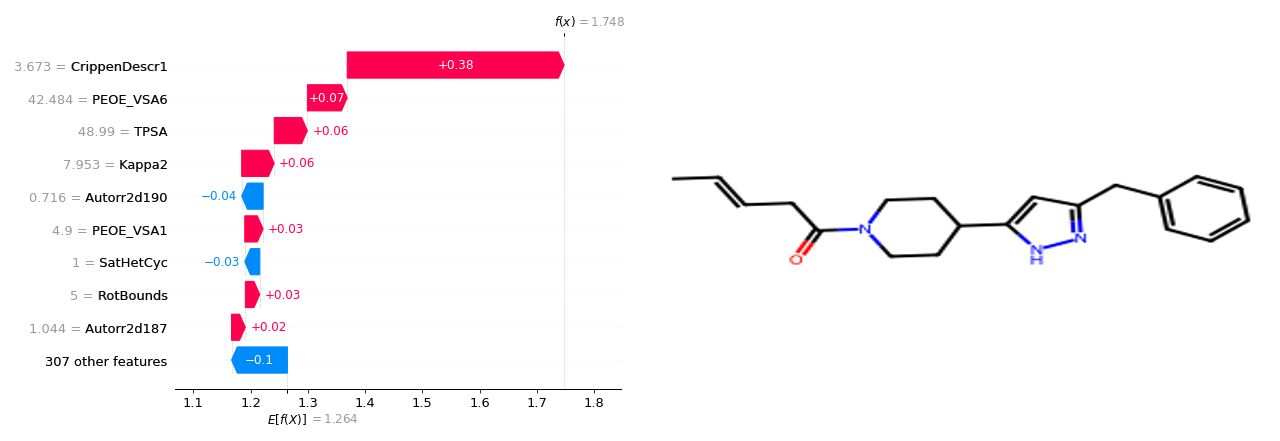 f(x) = 1.748
3.673 = CrippenDescr1
+0.38
42.484 = PEOE_VSA6
+0.07
48.99 = TPSA
+0.06
7.953 = Kappa2
+0.06
0.716 = Autorr2d190
−0.04
4.9 = PEOE_VSA1
+0.03
1 = SatHetCyc
−0.03
5 = RotBounds
+0.03
1.044 = Autorr2d187
+0.02
307 other features
−0.1
1.1 1.2 1.3 1.4 1.5 1.6 1.7 1.8
E[f(X)] = 1.264
N
O
N
H
N